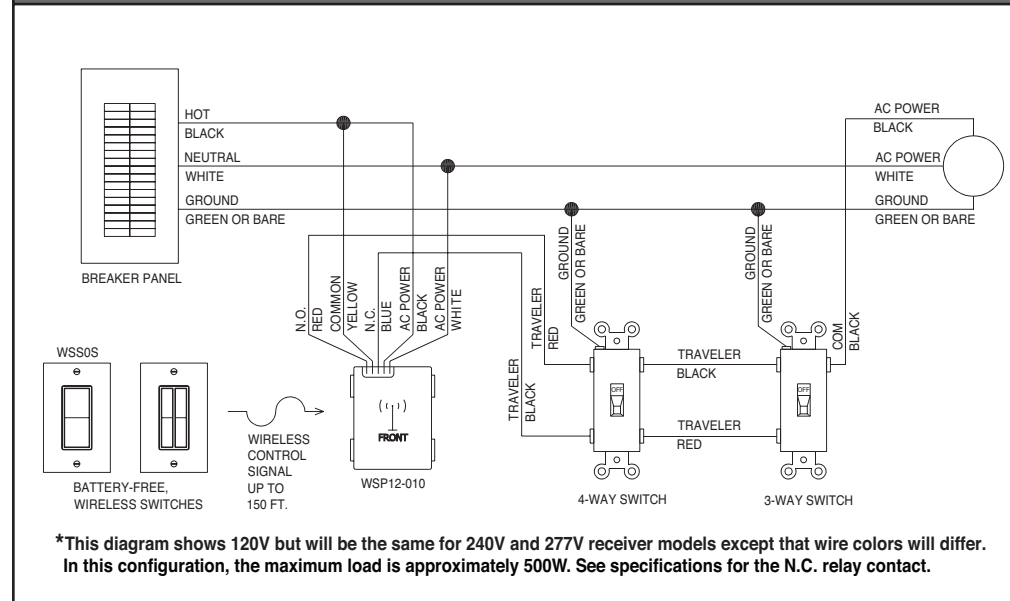 HOT
BLACK
NEUTRAL
WHITE
GROUND
GREEN OR BARE
BREAKER PANEL
AC POWER
BLACK
AC POWER
WHITE
GROUND
GREEN OR BARE
N.O.
RED
COMMON
YELLOW
N.C.
BLUE
AC POWER
BLACK
AC POWER
WHITE
TRAVELER
BLACK
TRAVELER
RED
GROUND
GREEN OR BARE
GROUND
GREEN OR BARE
COM
BLACK
TRAVELER
BLACK
TRAVELER
RED
OFF
OFF
4-WAY SWITCH
3-WAY SWITCH
WSS0S
BATTERY-FREE,
WIRELESS SWITCHES
WIRELESS
CONTROL
SIGNAL
UP TO
150 FT.
FRONT
WSP12-010
*This diagram shows 120V but will be the same for 240V and 277V receiver models except that wire colors will differ.
In this configuration, the maximum load is approximately 500W. See specifications for the N.C. relay contact.